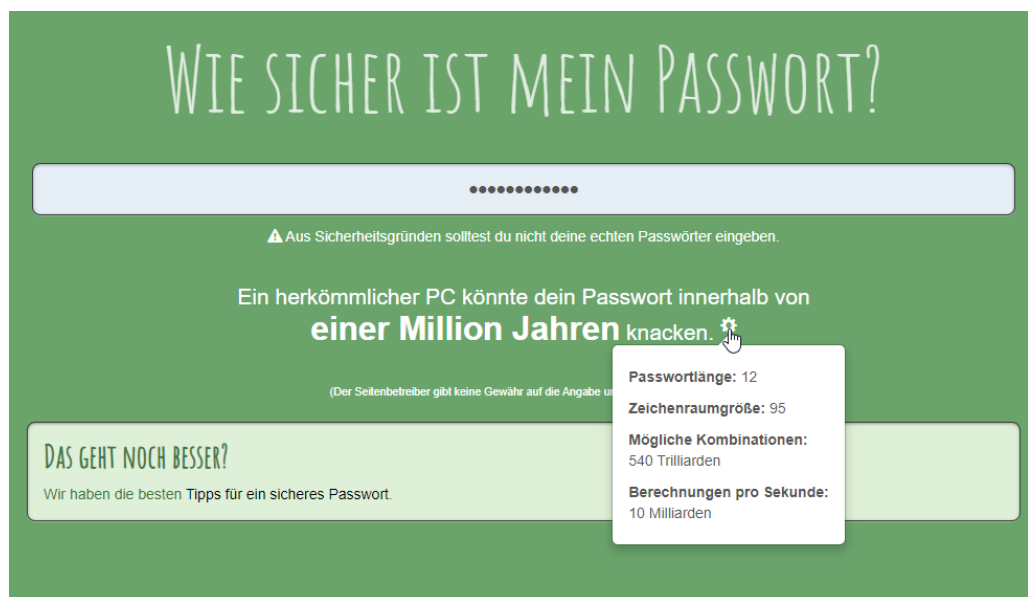 Wie sicher ist mein Passwort?
••••••••••••
Aus Sicherheitsgründen solltest du nicht deine echten Passwörter eingeben.
Ein herkömmlicher PC könnte dein Passwort innerhalb von
einer Million Jahren knacken.
(Der Seitenbetreiber gibt keine Gewähr auf die Angabe
Passwortlänge: 12
Zeichenraumgröße: 95
Mögliche Kombinationen:
540 Trilliarden
Berechnungen pro Sekunde:
10 Milliarden
Das geht noch besser?
Wir haben die besten Tipps für ein sicheres Passwort.